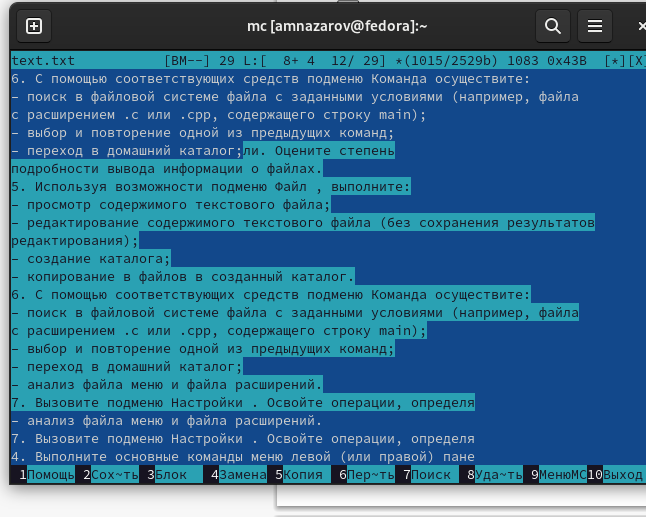 mc [amnazarov@fedora]:~
text.txt [BM--] 29 L:[ 8+ 4 12/ 29] *(1015/2529b) 1083 0x43B [*][X]
6. С помощью соответствующих средств подменю Команда осуществите:
– поиск в файловой системе файла с заданными условиями (например, файла
с расширением .c или .cpp, содержащего строку main);
– выбор и повторение одной из предыдущих команд;
– переход в домашний каталог;ли. Оцените степень
подробности вывода информации о файлах.
5. Используя возможности подменю Файл , выполните:
– просмотр содержимого текстового файла;
– редактирование содержимого текстового файла (без сохранения результатов
редактирования);
– создание каталога;
– копирование в файлов в созданный каталог.
6. С помощью соответствующих средств подменю Команда осуществите:
– поиск в файловой системе файла с заданными условиями (например, файла
с расширением .c или .cpp, содержащего строку main);
– выбор и повторение одной из предыдущих команд;
– переход в домашний каталог;
– анализ файла меню и файла расширений.
7. Вызовите подменю Настройки . Освойте операции, определя
– анализ файла меню и файла расширений.
7. Вызовите подменю Настройки . Освойте операции, определя
4. Выполните основные команды меню левой (или правой) пане
1Помощь 2Сох~ть 3Блок 4Замена 5Копия 6Пер~ть 7Поиск 8Уда~ть 9МенюМС 10Выход